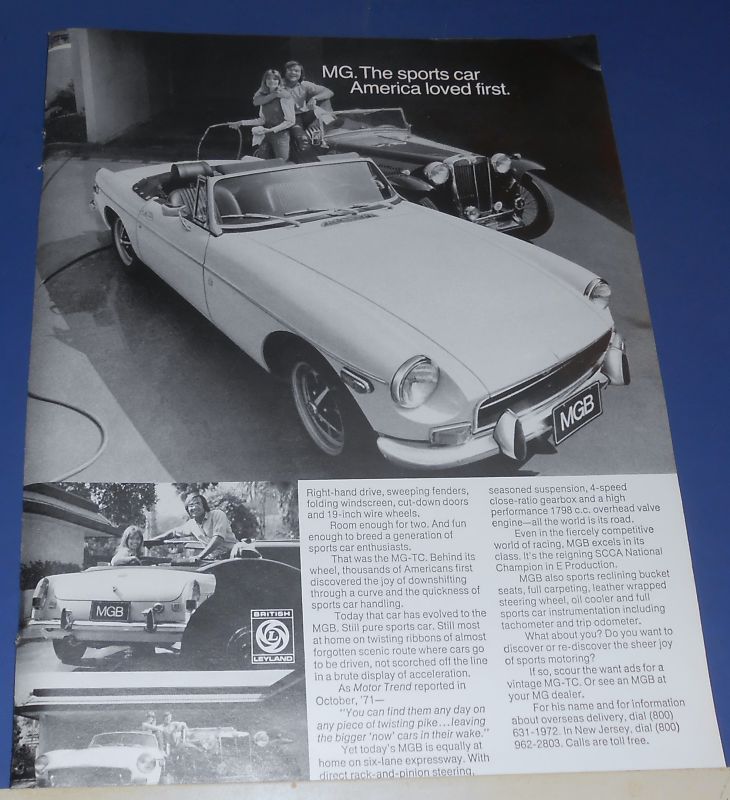 MG. The sports car
America loved first.
MGB
MGB
BRITISH
L
LEYLAND
Right-hand drive, sweeping fenders,
folding windscreen, cut-down doors
and 19-inch wire wheels.
Room enough for two. And fun
enough to breed a generation of
sports car enthusiasts.
That was the MG-TC. Behind its
wheel, thousands of Americans first
discovered the joy of downshifting
through a curve and the quickness of
sports car handling.
Today that car has evolved to the
MGB. Still pure sports car. Still most
at home on twisting ribbons of almost
forgotten scenic route where cars go
to be driven, not scorched off the line
in a brute display of acceleration.
As Motor Trend reported in
October, '71—
"You can find them any day on
any piece of twisting pike...leaving
the bigger 'now' cars in their wake."
Yet today's MGB is equally at
home on six-lane expressway. With
direct rack-and-pinion steering,
seasoned suspension, 4-speed
close-ratio gearbox and a high
performance 1798 c.c. overhead valve
engine—all the world is its road.
Even in the fiercely competitive
world of racing, MGB excels in its
class. It's the reigning SCCA National
Champion in E Production.
MGB also sports reclining bucket
seats, full carpeting, leather wrapped
steering wheel, oil cooler and full
sports car instrumentation including
tachometer and trip odometer.
What about you? Do you want to
discover or re-discover the sheer joy
of sports motoring?
If so, scour the want ads for a
vintage MG-TC. Or see an MGB at
your MG dealer.
For his name and for information
about overseas delivery, dial (800)
631-1972. In New Jersey, dial (800)
962-2803. Calls are toll free.